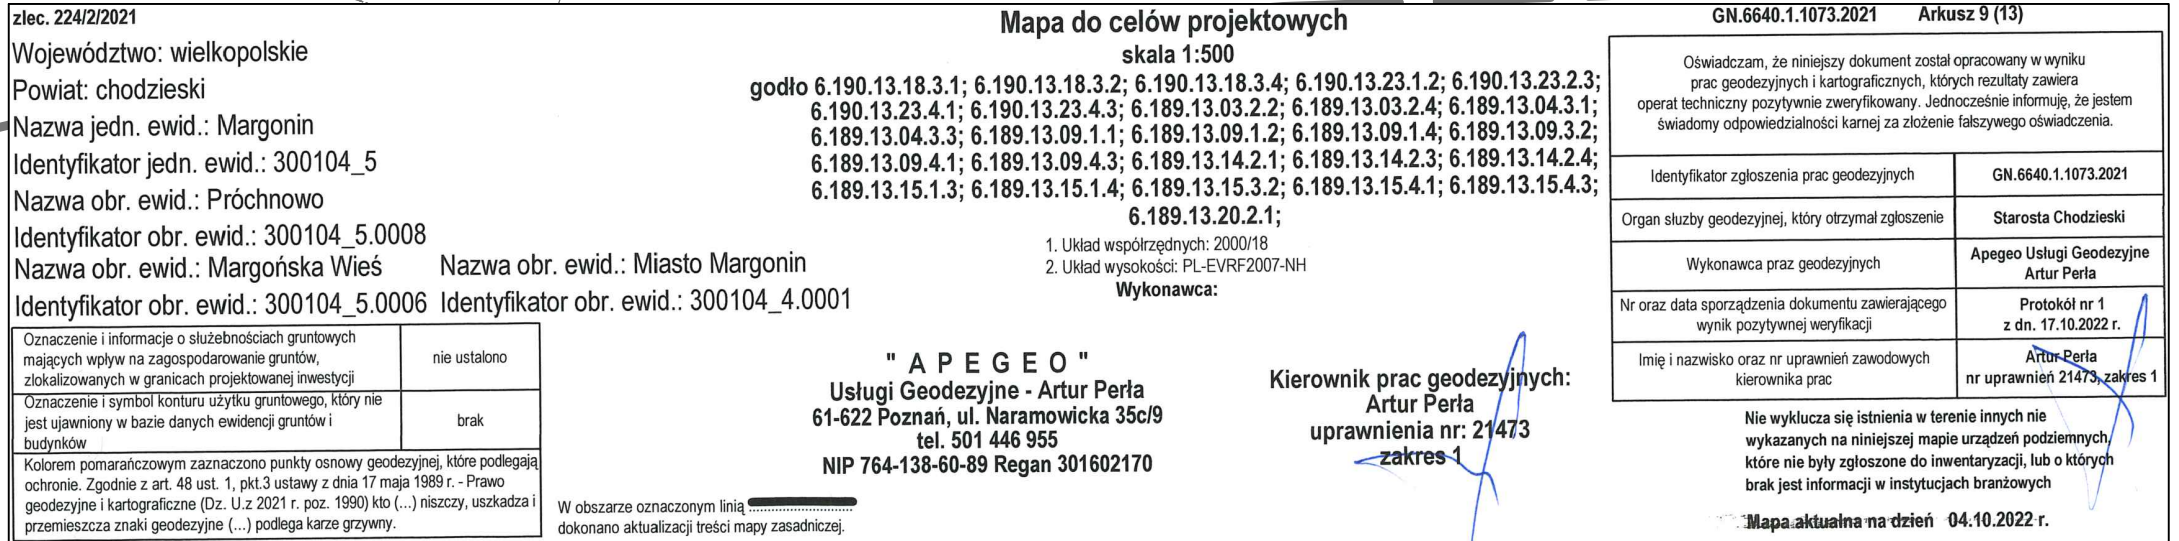 zlec. 224/2/2021
Województwo: wielkopolskie
Powiat: chodzieski
Nazwa jedn. ewid.: Margonin
Identyfikator jedn. ewid.: 300104_5
Nazwa obr. ewid.: Próchnowo
Identyfikator obr. ewid.: 300104_5.0008
Nazwa obr. ewid.: Margońska Wieś
Identyfikator obr. ewid.: 300104_5.0006
Nazwa obr. ewid.: Miasto Margonin
Identyfikator obr. ewid.: 300104_4.0001
Oznaczenie i informacje o służebnościach gruntowych
mających wpływ na zagospodarowanie gruntów,
zlokalizowanych w granicach projektowanej inwestycji
nie ustalono
Oznaczenie i symbol konturu użytku gruntowego, który nie
jest ujawniony w bazie danych ewidencji gruntów i
budynków
brak
Kolorem pomarańczowym zaznaczono punkty osnowy geodezyjnej, które podlegają
ochronie. Zgodnie z art. 48 ust. 1, pkt.3 ustawy z dnia 17 maja 1989 r. - Prawo
geodezyjne i kartograficzne (Dz. U.z 2021 r. poz. 1990) kto (...) niszczy, uszkadza i
przemieszcza znaki geodezyjne (...) podlega karze grzywny.
Mapa do celów projektowych
skala 1:500
godło 6.190.13.18.3.1; 6.190.13.18.3.2; 6.190.13.18.3.4; 6.190.13.23.1.2; 6.190.13.23.2.3;
6.190.13.23.4.1; 6.190.13.23.4.3; 6.189.13.03.2.2; 6.189.13.03.2.4; 6.189.13.04.3.1;
6.189.13.04.3.3; 6.189.13.09.1.1; 6.189.13.09.1.2; 6.189.13.09.1.4; 6.189.13.09.3.2;
6.189.13.09.4.1; 6.189.13.09.4.3; 6.189.13.14.2.1; 6.189.13.14.2.3; 6.189.13.14.2.4;
6.189.13.15.1.3; 6.189.13.15.1.4; 6.189.13.15.3.2; 6.189.13.15.4.1; 6.189.13.15.4.3;
6.189.13.20.2.1;
1. Układ współrzędnych: 2000/18
2. Układ wysokości: PL-EVRF2007-NH
Wykonawca:
" A P E G E O "
Usługi Geodezyjne - Artur Perła
61-622 Poznań, ul. Naramowicka 35c/9
tel. 501 446 955
NIP 764-138-60-89 Regan 301602170
W obszarze oznaczonym linią
dokonano aktualizacji treści mapy zasadniczej.
Kierownik prac geodezyjnych:
Artur Perła
uprawnienia nr: 21473
zakres 1
GN.6640.1.1073.2021 Arkusz 9 (13)
Oświadczam, że niniejszy dokument został opracowany w wyniku
prac geodezyjnych i kartograficznych, których rezultaty zawiera
operat techniczny pozytywnie zweryfikowany. Jednocześnie informuję, że jestem
świadomy odpowiedzialności karnej za złożenie fałszywego oświadczenia.
Identyfikator zgłoszenia prac geodezyjnych
GN.6640.1.1073.2021
Organ służby geodezyjnej, który otrzymał zgłoszenie
Starosta Chodzieski
Wykonawca praz geodezyjnych
Apegeo Usługi Geodezyjne
Artur Perła
Nr oraz data sporządzenia dokumentu zawierającego
wynik pozytywnej weryfikacji
Protokół nr 1
z dn. 17.10.2022 r.
Imię i nazwisko oraz nr uprawnień zawodowych
kierownika prac
Artur Perła
nr uprawnień 21473, zakres 1
Nie wyklucza się istnienia w terenie innych nie
wykazanych na niniejszej mapie urządzeń podziemnych,
które nie były zgłoszone do inwentaryzacji, lub o których
brak jest informacji w instytucjach branżowych
Mapa aktualna na dzień 04.10.2022 r.